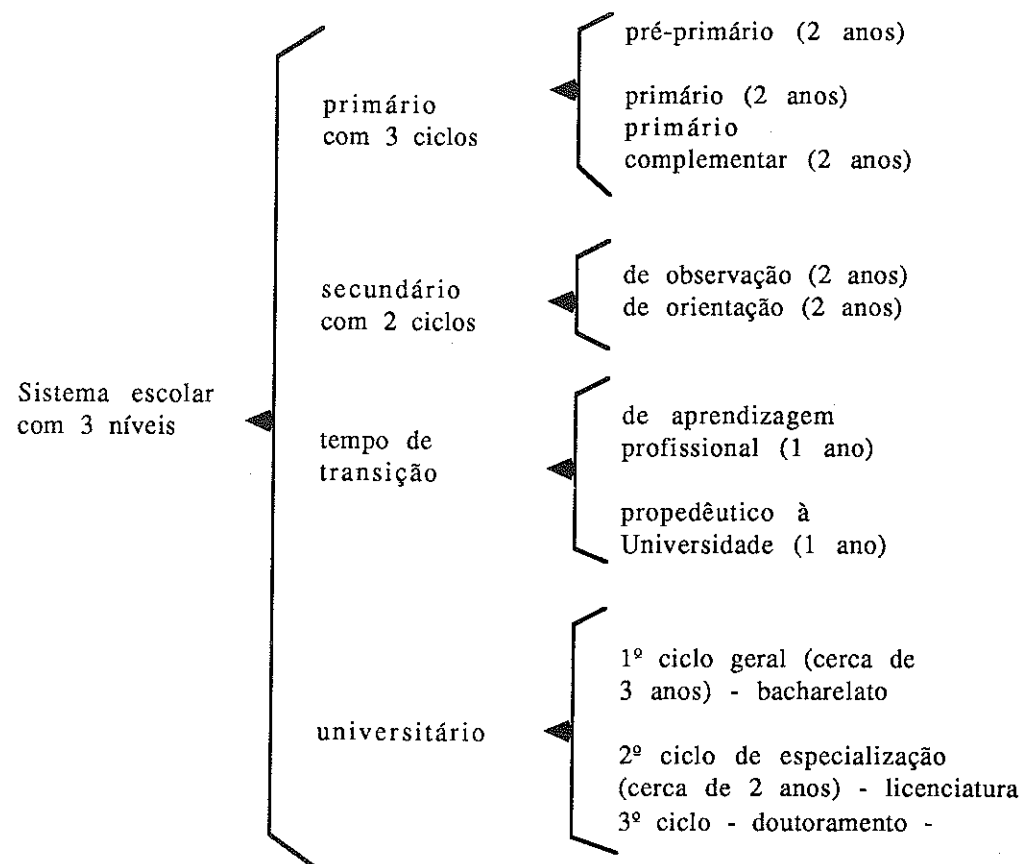 Sistema escolar
com 3 níveis
primário
com 3 ciclos
pré-primário (2 anos)
primário (2 anos)
primário
complementar (2 anos)
secundário
com 2 ciclos
de observação (2 anos)
de orientação (2 anos)
tempo de
transição
de aprendizagem
profissional (1 ano)
propedêutico à
Universidade (1 ano)
universitário
1º ciclo geral (cerca de
3 anos) - bacharelato
2º ciclo de especialização
(cerca de 2 anos) - licenciatura
3º ciclo - doutoramento -